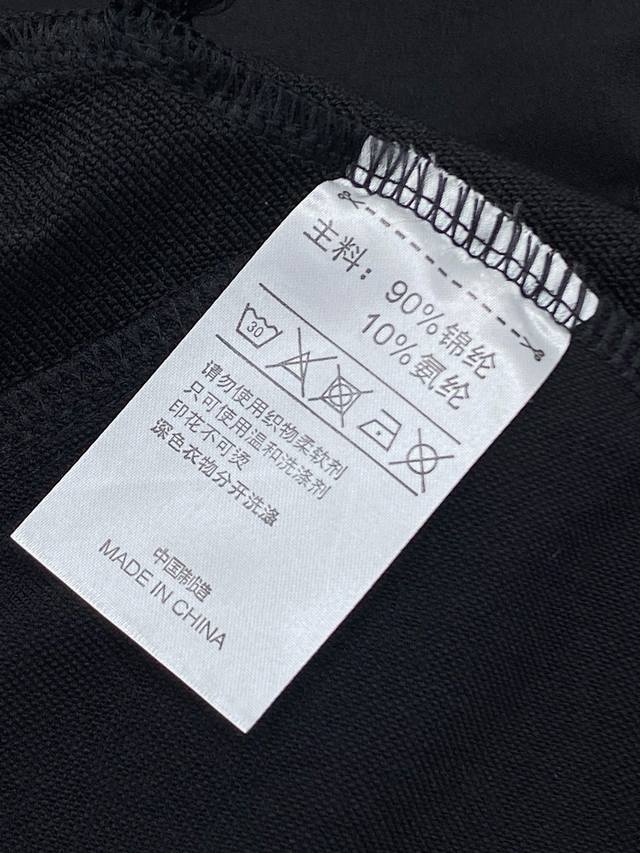 主料：90%锦纶
10%氨纶
30
请勿使用织物柔软剂
只可使用温和洗涤剂
印花不可烫
深色衣物分开洗涤
中国制造
MADE IN CHINA